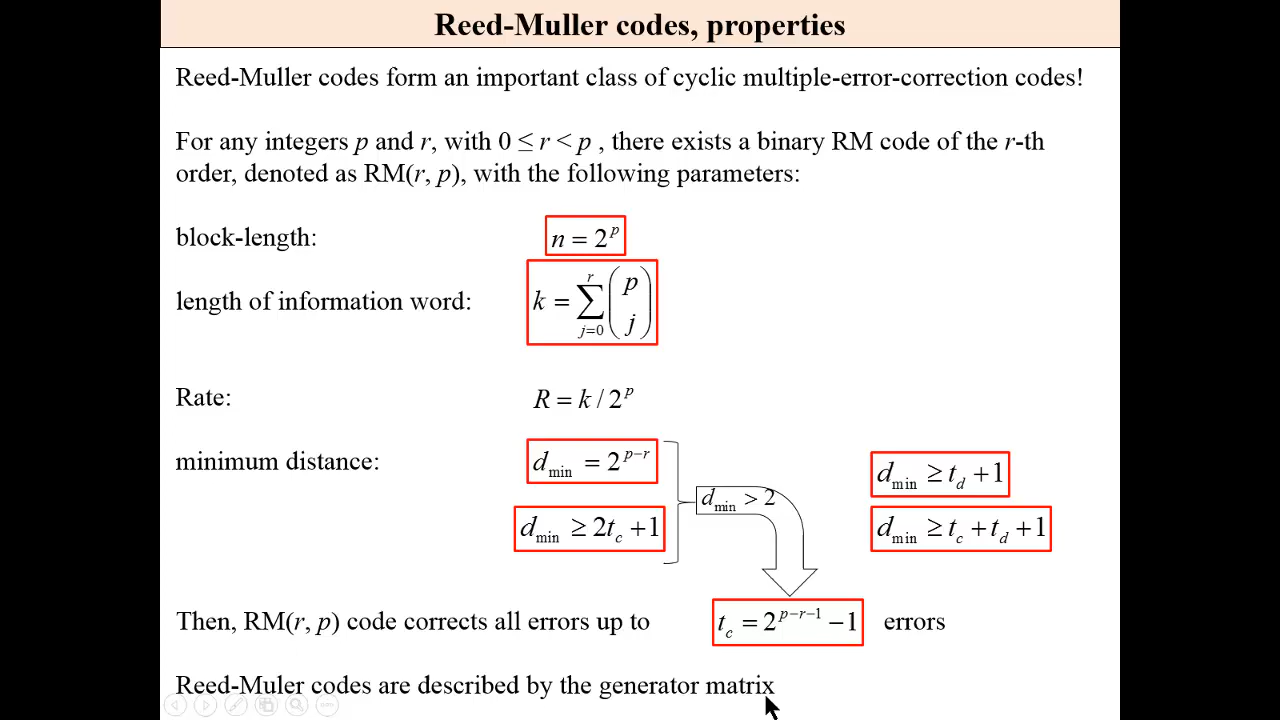 Reed-Muller codes, properties
Reed-Muller codes form an important class of cyclic multiple-error-correction codes!
For any integers p and r, with 0 ≤ r < p , there exists a binary RM code of the r-th
order, denoted as RM(r, p), with the following parameters:
block-length: n = 2^p
length of information word: k = \sum_{j=0}^{r} \binom{p}{j}
Rate: R = k / 2^p
minimum distance: d_min = 2^{p−r}
d_min ≥ 2t_c + 1
d_min > 2
d_min ≥ t_d + 1
d_min ≥ t_c + t_d + 1
Then, RM(r, p) code corrects all errors up to t_c = 2^{p−r−1} − 1 errors
Reed-Muler codes are described by the generator matrix